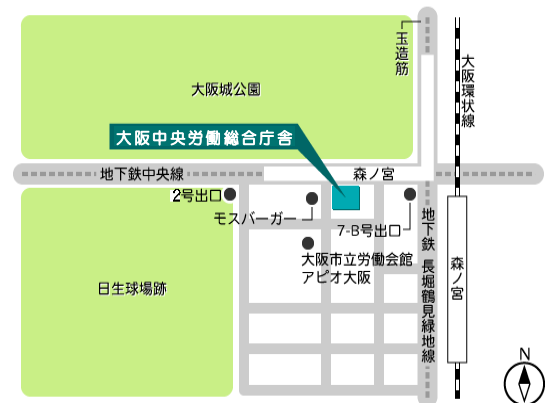 玉造筋
大阪環状線
大阪城公園
大阪中央労働総合庁舎
地下鉄中央線
森ノ宮
2号出口
モスバーガー
7-B号出口
大阪市立労働会館
アピオ大阪
地下鉄 長堀鶴見緑地線
森ノ宮
日生球場跡
N